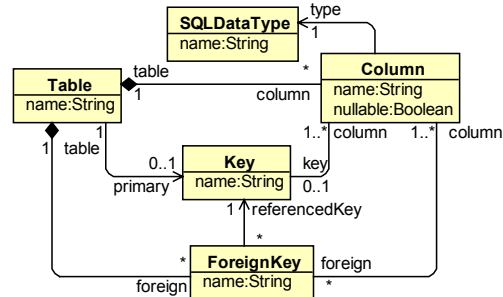 type
SQLDataType
name:String
1
Table
name:String
table
1
*
column
Column
name:String
nullable:Boolean
1
table
1
0..1
primary
Key
name:String
key
0..1
1..*
column
1..*
column
1
referencedKey
*
ForeignKey
name:String
*
foreign
foreign
*